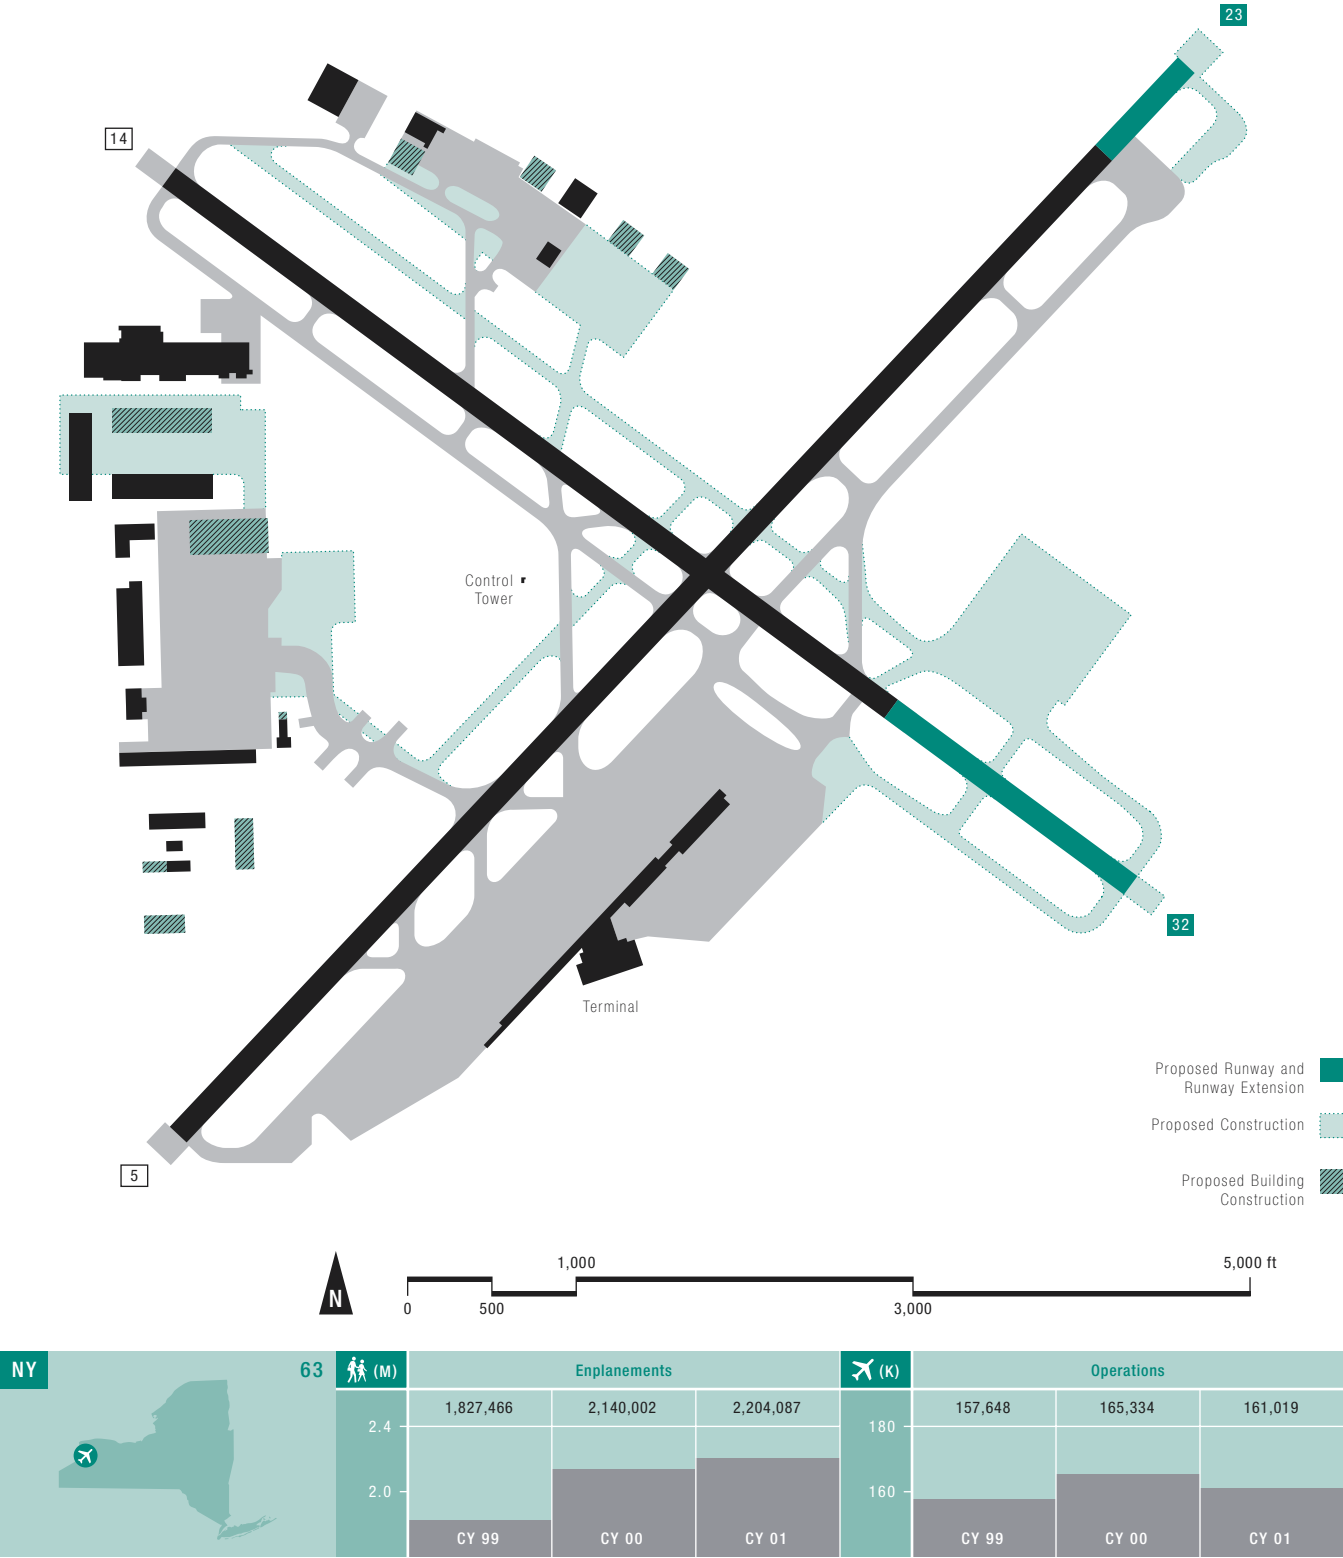 23
14
Control
Tower
32
Terminal
Proposed Runway and
Runway Extension
Proposed Construction
5
Proposed Building
Construction
1,000
5,000 ft
N
0
500
3,000
NY
63
(M)
Enplanements
(K)
Operations
1,827,466
2,140,002
2,204,087
157,648
165,334
161,019
2.4
180
2.0
160
CY 99
CY 00
CY 01
CY 99
CY 00
CY 01